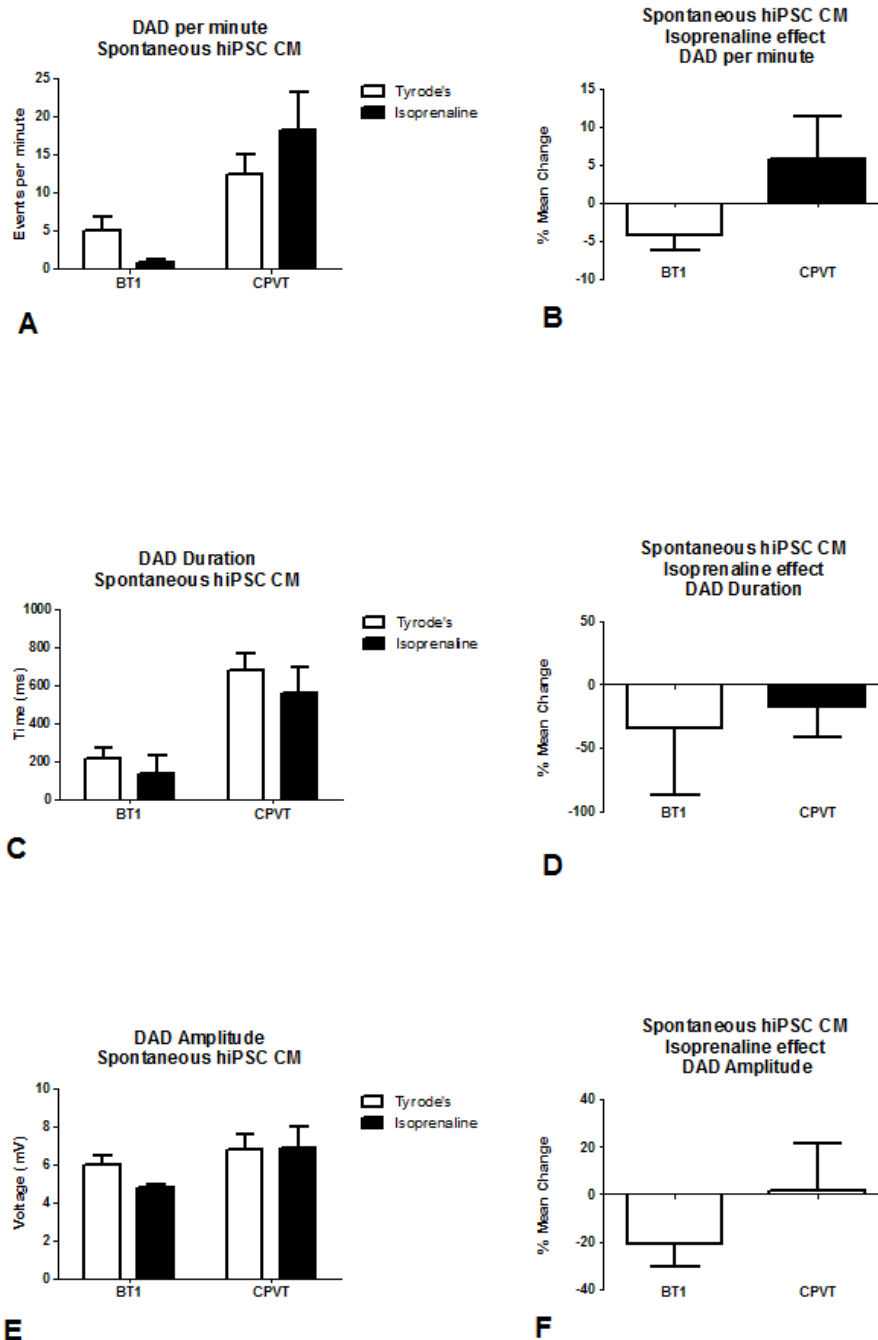 DAD per minute
Spontaneous hiPSC CM
Events per minute
25
20
15
10
5
0
BT1
CPVT
Tyrode's
Isoprenaline
A
Spontaneous hiPSC CM
Isoprenaline effect
DAD per minute
% Mean Change
15
10
5
0
-5
-10
BT1
CPVT
B
DAD Duration
Spontaneous hiPSC CM
Time (ms)
1000
800
600
400
200
0
BT1
CPVT
Tyrode's
Isoprenaline
C
Spontaneous hiPSC CM
Isoprenaline effect
DAD Duration
% Mean Change
50
0
-50
-100
BT1
CPVT
D
DAD Amplitude
Spontaneous hiPSC CM
Voltage (mV)
10
8
6
4
2
0
BT1
CPVT
Tyrode's
Isoprenaline
E
Spontaneous hiPSC CM
Isoprenaline effect
DAD Amplitude
% Mean Change
40
20
0
-20
-40
BT1
CPVT
F